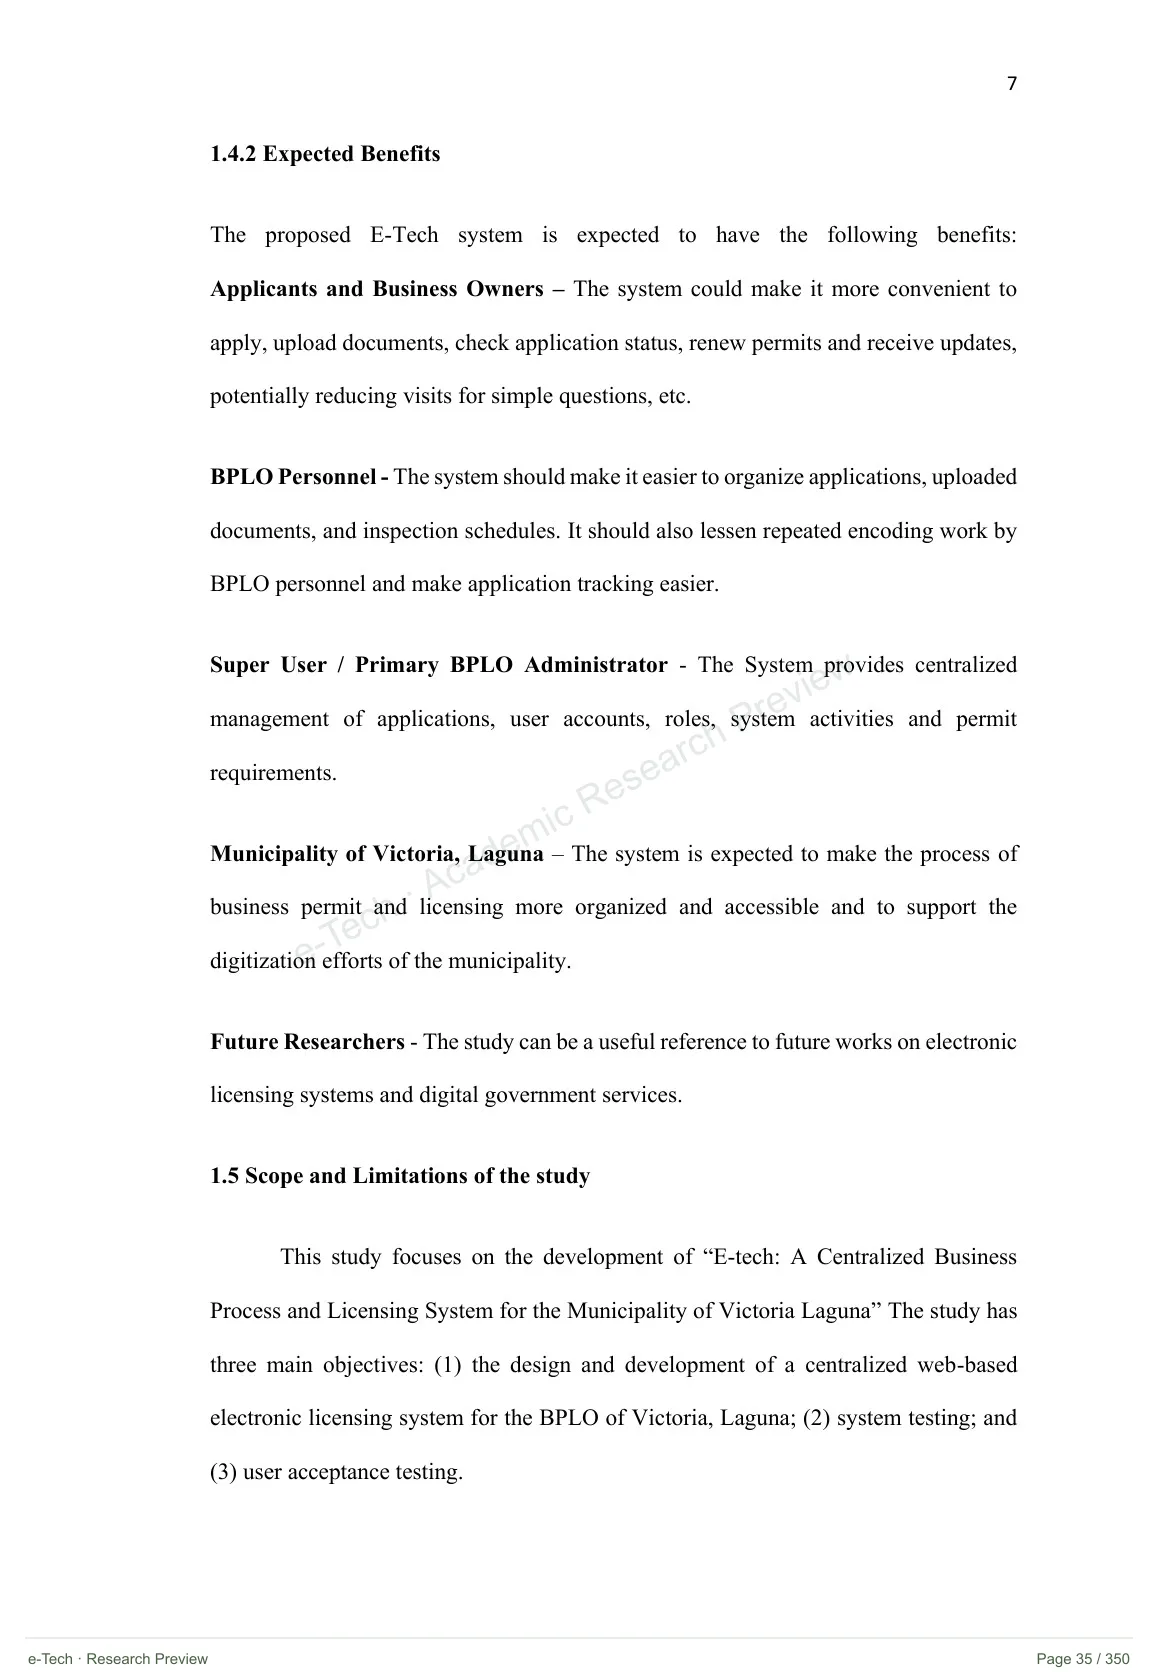 7
1.4.2 Expected Benefits
The proposed E-Tech system is expected to have the following benefits:
Applicants and Business Owners – The system could make it more convenient to
apply, upload documents, check application status, renew permits and receive updates,
potentially reducing visits for simple questions, etc.
BPLO Personnel - The system should make it easier to organize applications, uploaded
documents, and inspection schedules. It should also lessen repeated encoding work by
BPLO personnel and make application tracking easier.
Super User / Primary BPLO Administrator - The System provides centralized
management of applications, user accounts, roles, system activities and permit
requirements.
Municipality of Victoria, Laguna – The system is expected to make the process of
business permit and licensing more organized and accessible and to support the
digitization efforts of the municipality.
Future Researchers - The study can be a useful reference to future works on electronic
licensing systems and digital government services.
1.5 Scope and Limitations of the study
This study focuses on the development of “E-tech: A Centralized Business
Process and Licensing System for the Municipality of Victoria Laguna” The study has
three main objectives: (1) the design and development of a centralized web-based
electronic licensing system for the BPLO of Victoria, Laguna; (2) system testing; and
(3) user acceptance testing.
e-Tech · Academic Research Preview
e-Tech · Research Preview
Page 35 / 350